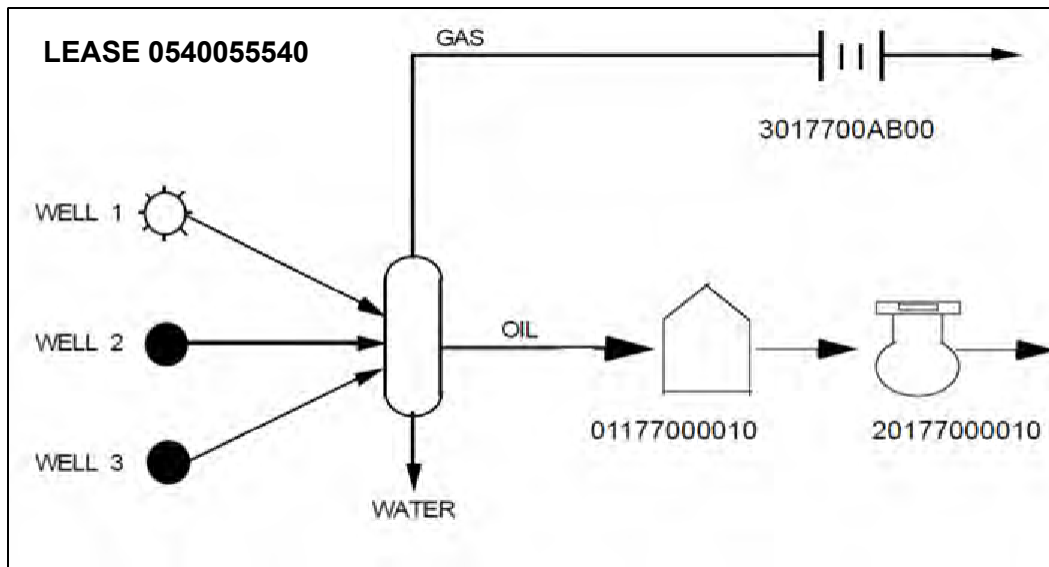 LEASE 0540055540
GAS
3017700AB00
WELL 1
WELL 2
OIL
01177000010
20177000010
WELL 3
WATER